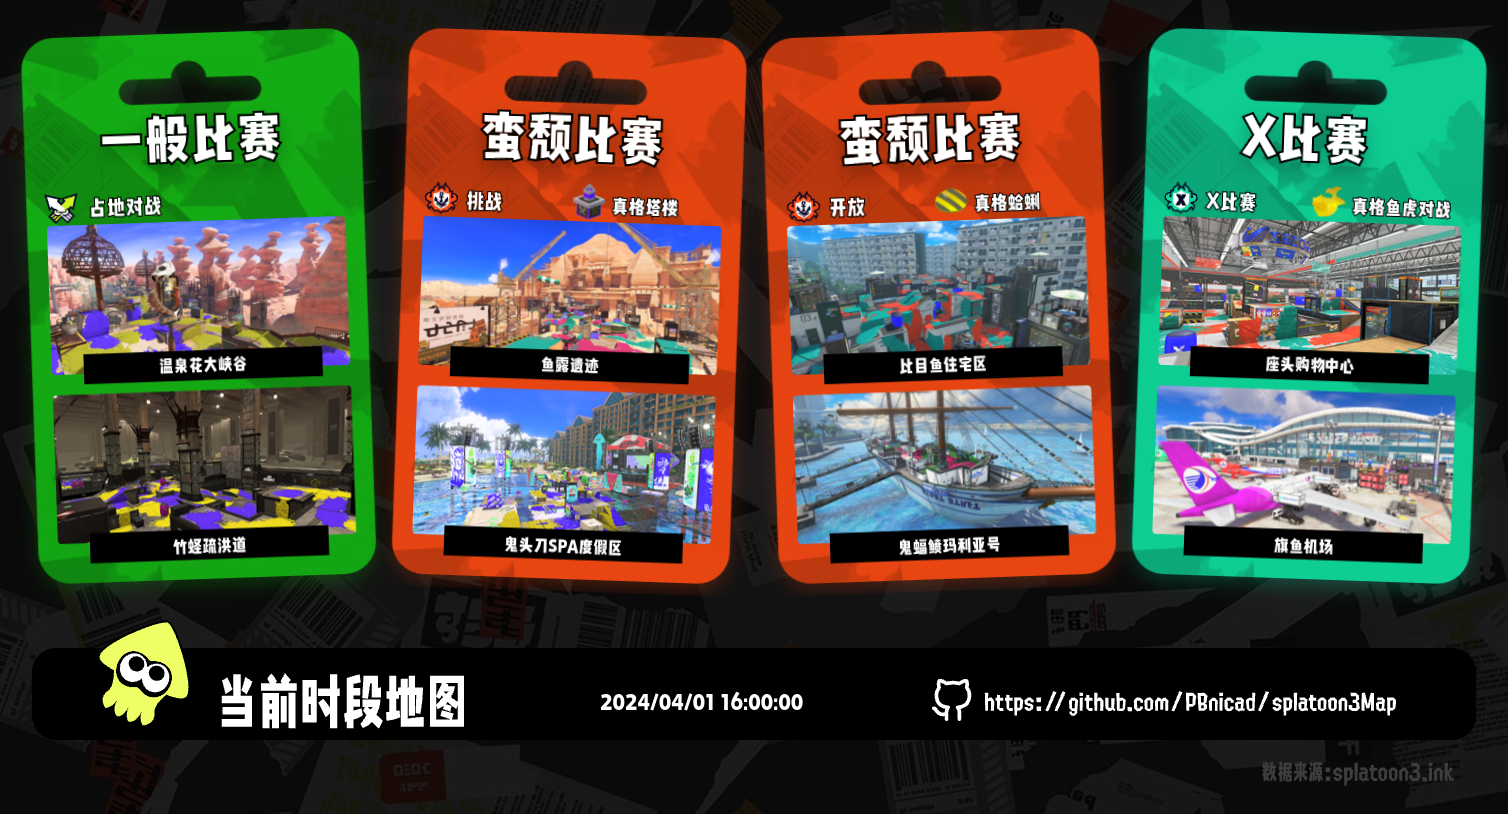 一般比赛
占地对战
温泉花大峡谷
竹蛏疏洪道
蛮颓比赛
挑战
真格塔楼
鱼露遗迹
鬼头刀SPA度假区
蛮颓比赛
开放
真格蛤蜊
比目鱼住宅区
鬼蝠鲼玛利亚号
X比赛
X比赛
真格鱼虎对战
座头购物中心
旗鱼机场
当前时段地图
2024/04/01 16:00:00
https://github.com/PBnicad/splatoon3Map
数据来源:splatoon3.ink